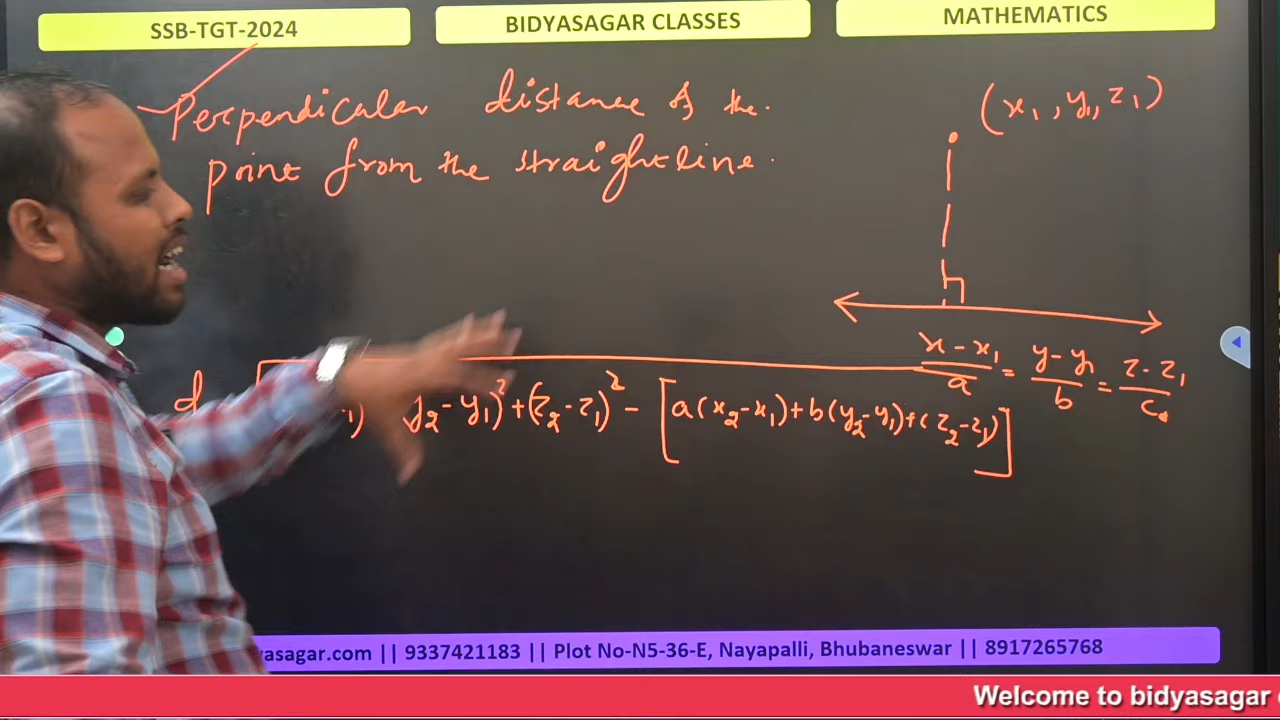 SSB-TGT-2024
BIDYASAGAR CLASSES
MATHEMATICS
Perpendicular distance of the.
point from the straightline.
(x₁, y₁, z₁)
x - x₁/a = y - y₁/b = z - z₁/c
d
₁) y₂ - y₁)² + (z₂ - z₁)² - [a(x₂ - x₁) + b(y₂ - y₁) + c(z₂ - z₁)]
yasagar.com || 9337421183 || Plot No-N5-36-E, Nayapalli, Bhubaneswar || 8917265768
Welcome to bidyasagar